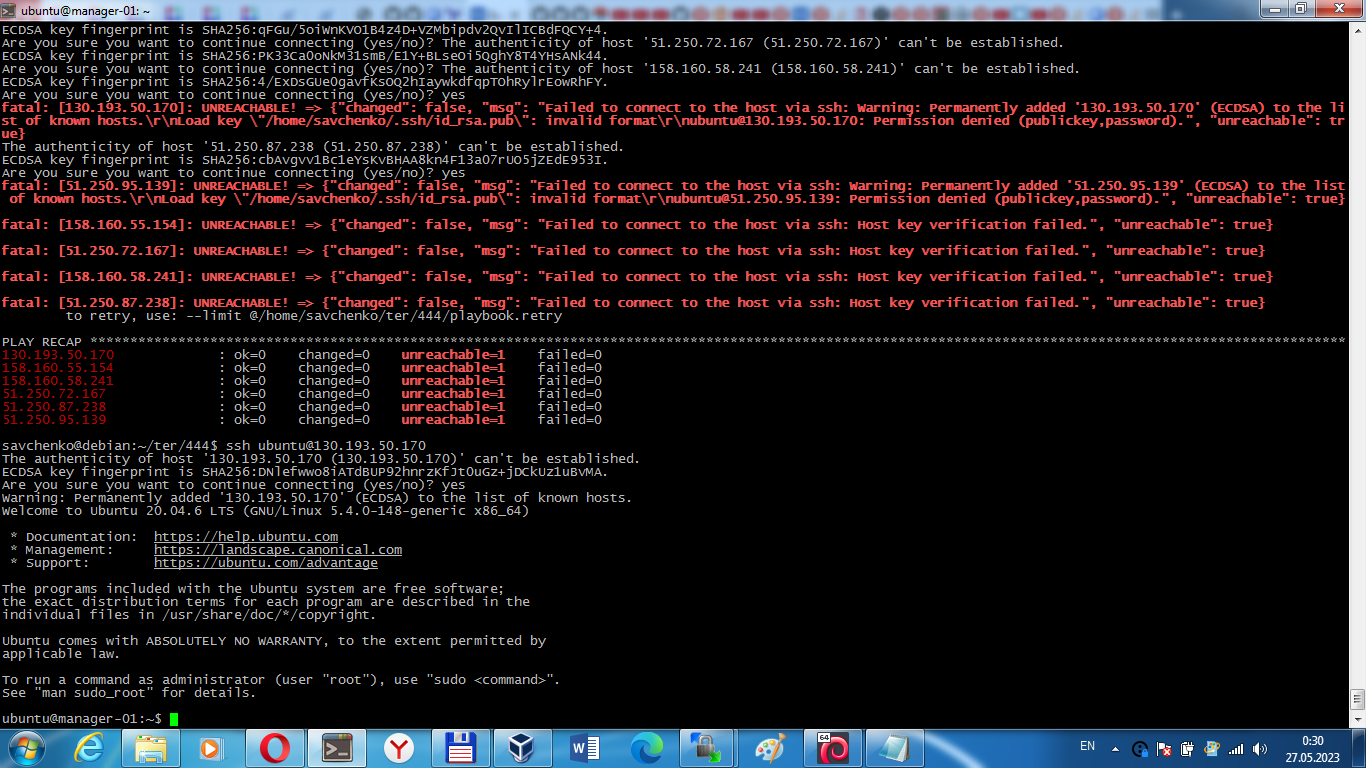 ubuntu@manager-01: ~
ECDSA key fingerprint is SHA256:qFGu/5oiWnKVO1B4z4D+VZMbipdv2QvIlICBdFQCY+4.
Are you sure you want to continue connecting (yes/no)? The authenticity of host '51.250.72.167 (51.250.72.167)' can't be established.
ECDSA key fingerprint is SHA256:PK33Ca0oNkM31smB/E1Y+BLseOi5QghY8T4YHsANk44.
Are you sure you want to continue connecting (yes/no)? The authenticity of host '158.160.58.241 (158.160.58.241)' can't be established.
ECDSA key fingerprint is SHA256:4/ExDsGUeOgavfKsOQ2hIaywkdfqpTOhRylrEowRhFY.
Are you sure you want to continue connecting (yes/no)? yes
fatal: [130.193.50.170]: UNREACHABLE! => {"changed": false, "msg": "Failed to connect to the host via ssh: Warning: Permanently added '130.193.50.170' (ECDSA) to the li
st of known hosts.\r\nLoad key \"/home/savchenko/.ssh/id_rsa.pub\": invalid format\r\nubuntu@130.193.50.170: Permission denied (publickey,password).", "unreachable": tr
ue}
The authenticity of host '51.250.87.238 (51.250.87.238)' can't be established.
ECDSA key fingerprint is SHA256:cbAvgvv1Bc1eYsKvBHAA8kn4F13a07rUO5jZEdE953I.
Are you sure you want to continue connecting (yes/no)? yes
fatal: [51.250.95.139]: UNREACHABLE! => {"changed": false, "msg": "Failed to connect to the host via ssh: Warning: Permanently added '51.250.95.139' (ECDSA) to the list
of known hosts.\r\nLoad key \"/home/savchenko/.ssh/id_rsa.pub\": invalid format\r\nubuntu@51.250.95.139: Permission denied (publickey,password).", "unreachable": true}
fatal: [158.160.55.154]: UNREACHABLE! => {"changed": false, "msg": "Failed to connect to the host via ssh: Host key verification failed.", "unreachable": true}
fatal: [51.250.72.167]: UNREACHABLE! => {"changed": false, "msg": "Failed to connect to the host via ssh: Host key verification failed.", "unreachable": true}
fatal: [158.160.58.241]: UNREACHABLE! => {"changed": false, "msg": "Failed to connect to the host via ssh: Host key verification failed.", "unreachable": true}
fatal: [51.250.87.238]: UNREACHABLE! => {"changed": false, "msg": "Failed to connect to the host via ssh: Host key verification failed.", "unreachable": true}
to retry, use: --limit @/home/savchenko/ter/444/playbook.retry
PLAY RECAP *************************************************************************************************************************************************************
130.193.50.170 : ok=0 changed=0 unreachable=1 failed=0
158.160.55.154 : ok=0 changed=0 unreachable=1 failed=0
158.160.58.241 : ok=0 changed=0 unreachable=1 failed=0
51.250.72.167 : ok=0 changed=0 unreachable=1 failed=0
51.250.87.238 : ok=0 changed=0 unreachable=1 failed=0
51.250.95.139 : ok=0 changed=0 unreachable=1 failed=0
savchenko@debian:~/ter/444$ ssh ubuntu@130.193.50.170
The authenticity of host '130.193.50.170 (130.193.50.170)' can't be established.
ECDSA key fingerprint is SHA256:DNlefwwo8iATdBUP92hnrzKfJt0uGz+jDCkUz1uBvMA.
Are you sure you want to continue connecting (yes/no)? yes
Warning: Permanently added '130.193.50.170' (ECDSA) to the list of known hosts.
Welcome to Ubuntu 20.04.6 LTS (GNU/Linux 5.4.0-148-generic x86_64)
* Documentation: https://help.ubuntu.com
* Management: https://landscape.canonical.com
* Support: https://ubuntu.com/advantage
The programs included with the Ubuntu system are free software;
the exact distribution terms for each program are described in the
individual files in /usr/share/doc/*/copyright.
Ubuntu comes with ABSOLUTELY NO WARRANTY, to the extent permitted by
applicable law.
To run a command as administrator (user "root"), use "sudo <command>".
See "man sudo_root" for details.
ubuntu@manager-01:~$
64
EN
0:30
27.05.2023